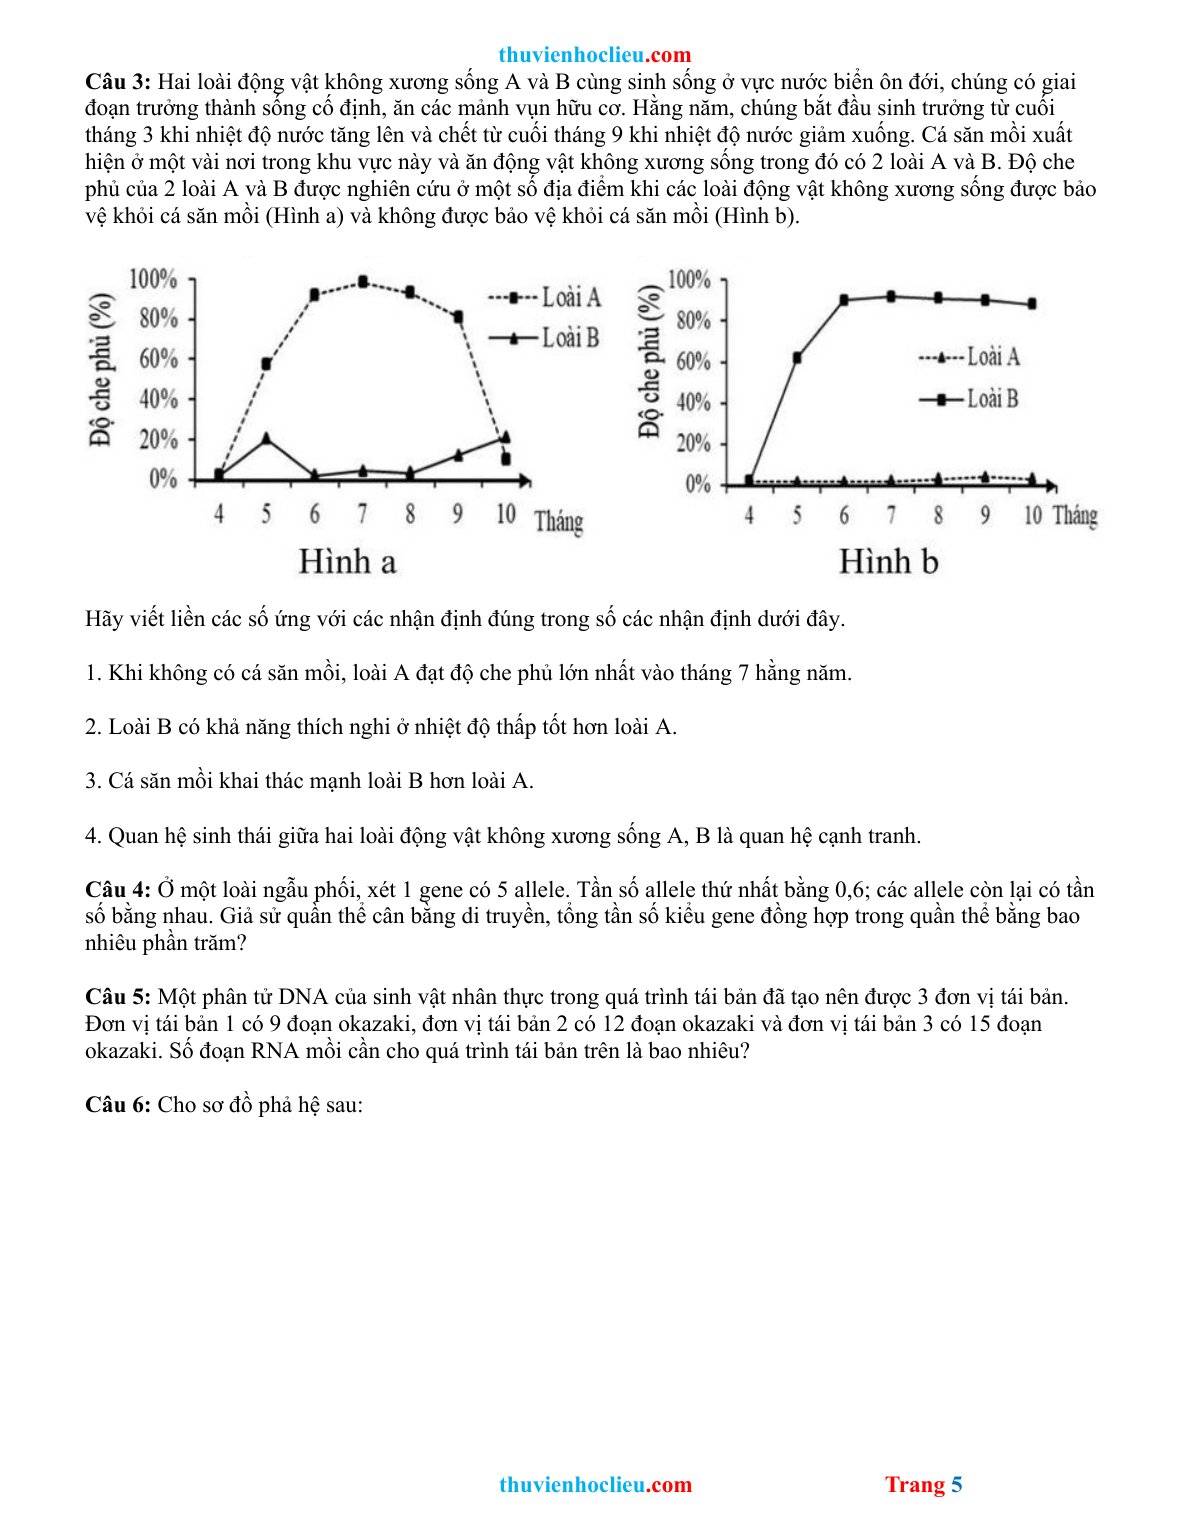 thuvienhoclieu.com
Câu 3: Hai loài động vật không xương sống A và B cùng sinh sống ở vực nước biển ôn đới, chúng có giai
đoạn trưởng thành sống cố định, ăn các mảnh vụn hữu cơ. Hằng năm, chúng bắt đầu sinh trưởng từ cuối
tháng 3 khi nhiệt độ nước tăng lên và chết từ cuối tháng 9 khi nhiệt độ nước giảm xuống. Cá săn mồi xuất
hiện ở một vài nơi trong khu vực này và ăn động vật không xương sống trong đó có 2 loài A và B. Độ che
phủ của 2 loài A và B được nghiên cứu ở một số địa điểm khi các loài động vật không xương sống được bảo
vệ khỏi cá săn mồi (Hình a) và không được bảo vệ khỏi cá săn mồi (Hình b).
Độ che phủ (%)
100%
80%
60%
40%
20%
0%
4 5 6 7 8 9 10 Tháng
Loài A
Loài B
Hình a
Độ che phủ (%)
100%
80%
60%
40%
20%
0%
4 5 6 7 8 9 10 Tháng
Loài A
Loài B
Hình b
Hãy viết liền các số ứng với các nhận định đúng trong số các nhận định dưới đây.
1. Khi không có cá săn mồi, loài A đạt độ che phủ lớn nhất vào tháng 7 hằng năm.
2. Loài B có khả năng thích nghi ở nhiệt độ thấp tốt hơn loài A.
3. Cá săn mồi khai thác mạnh loài B hơn loài A.
4. Quan hệ sinh thái giữa hai loài động vật không xương sống A, B là quan hệ cạnh tranh.
Câu 4: Ở một loài ngẫu phối, xét 1 gene có 5 allele. Tần số allele thứ nhất bằng 0,6; các allele còn lại có tần
số bằng nhau. Giả sử quần thể cân bằng di truyền, tổng tần số kiểu gene đồng hợp trong quần thể bằng bao
nhiêu phần trăm?
Câu 5: Một phân tử DNA của sinh vật nhân thực trong quá trình tái bản đã tạo nên được 3 đơn vị tái bản.
Đơn vị tái bản 1 có 9 đoạn okazaki, đơn vị tái bản 2 có 12 đoạn okazaki và đơn vị tái bản 3 có 15 đoạn
okazaki. Số đoạn RNA mồi cần cho quá trình tái bản trên là bao nhiêu?
Câu 6: Cho sơ đồ phả hệ sau:
thuvienhoclieu.com Trang 5